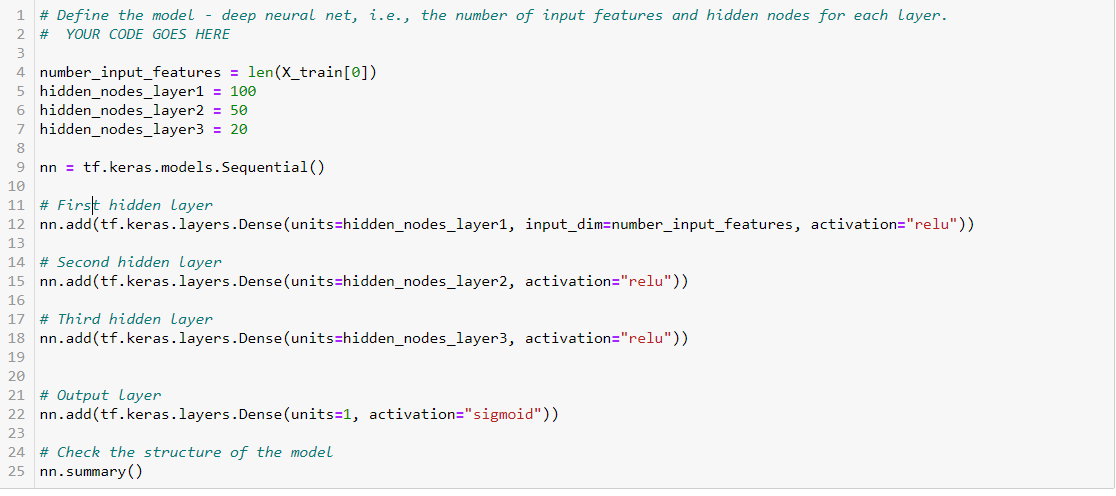 1 # Define the model - deep neural net, i.e., the number of input features and hidden nodes for each layer.
2 #  YOUR CODE GOES HERE
3
4 number_input_features = len(X_train[0])
5 hidden_nodes_layer1 = 100
6 hidden_nodes_layer2 = 50
7 hidden_nodes_layer3 = 20
8
9 nn = tf.keras.models.Sequential()
10
11 # First hidden layer
12 nn.add(tf.keras.layers.Dense(units=hidden_nodes_layer1, input_dim=number_input_features, activation="relu"))
13
14 # Second hidden layer
15 nn.add(tf.keras.layers.Dense(units=hidden_nodes_layer2, activation="relu"))
16
17 # Third hidden layer
18 nn.add(tf.keras.layers.Dense(units=hidden_nodes_layer3, activation="relu"))
19
20
21 # Output layer
22 nn.add(tf.keras.layers.Dense(units=1, activation="sigmoid"))
23
24 # Check the structure of the model
25 nn.summary()